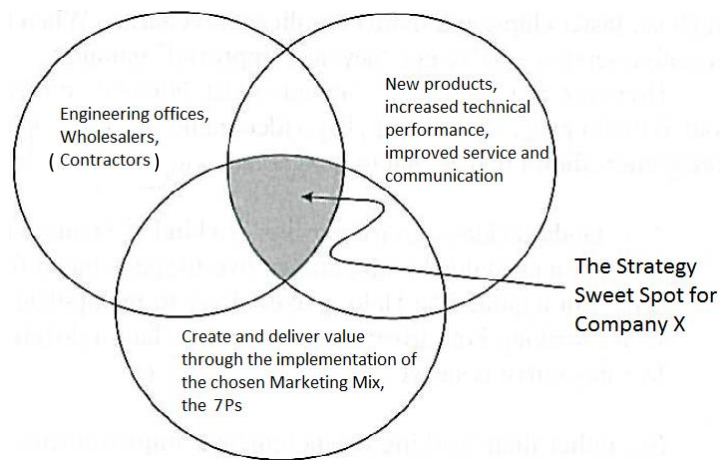 Engineering offices,
Wholesalers,
( Contractors )
New products,
increased technical
performance,
improved service and
communication
The Strategy
Sweet Spot for
Company X
Create and deliver value
through the implementation of
the chosen Marketing Mix,
the 7Ps